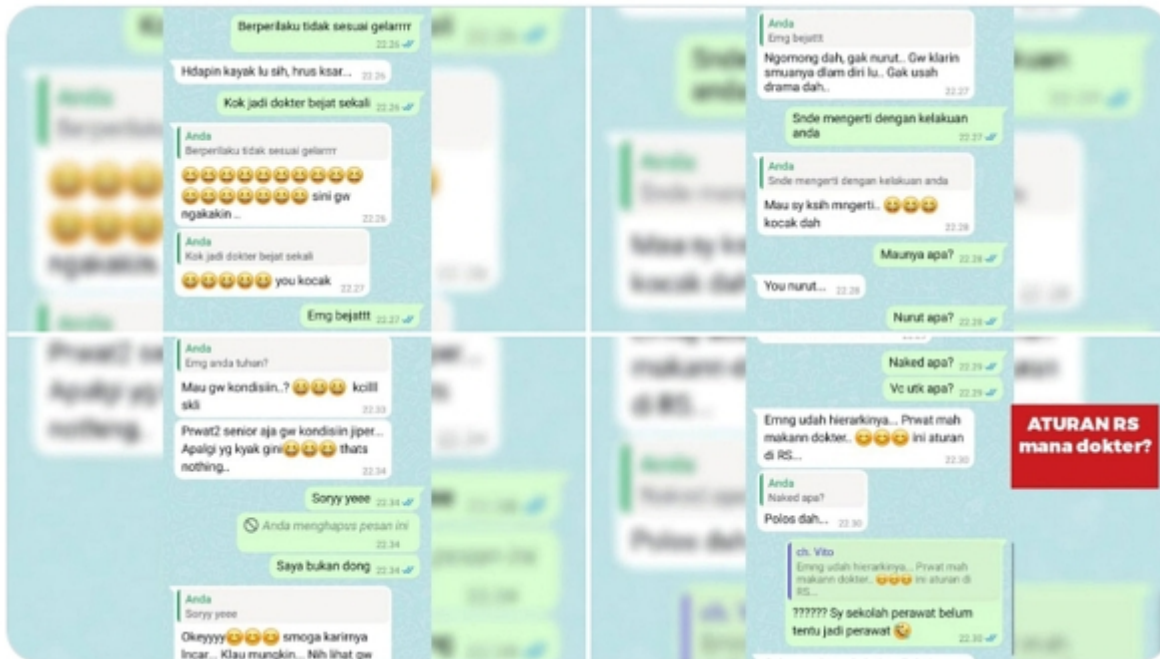 Berperilaku tidak sesuai gelarrrr
22.26
Hdapin kayak lu sih, hrus ksar... 22.26
Kok jadi dokter bejat sekali 22.26
Anda
Berperilaku tidak sesuai gelarrrr
😆😆😆😆😆😆😆😆😆😆
😆😆😆😆😆😆😆 sini gw
ngakakin .. 22.26
Anda
Kok jadi dokter bejat sekali
😆😆😆😆😆 you kocak 22.27
Emg bejattt 22.27
Anda
Emg bejattt
Ngomong dah, gak nurut.. Gw klarin
smuanya dlam diri lu.. Gak usah
drama dah.. 22.27
Snde mengerti dengan kelakuan
anda 22.27
Anda
Snde mengerti dengan kelakuan anda
Mau sy ksih mngerti.. 😆😆😆
kocak dah 22.28
Maunya apa? 22.28
You nurut... 22.28
Nurut apa? 22.28
Anda
Emg anda tuhan?
Mau gw kondisiin..? 😆😆😆 kcilll
skli 22.33
Prwat2 senior aja gw kondisiin jiper...
Apalgi yg kyak gini😆😆😆 thats
nothing.. 22.34
Soryy yeee 22.34
Anda menghapus pesan ini
22.34
Saya bukan dong 22.34
Anda
Soryy yeee
Okeyyyy😆😆😆 smoga karirnya
lncar... Klau mungkin... Nih lihat gw
Naked apa? 22.29
Vc utk apa? 22.29
Emng udah hierarkinya... Prwat mah
makann dokter.. 😆😆😆 ini aturan
di RS... 22.30
Anda
Naked apa?
Polos dah... 22.30
ch. Vito
Emng udah hierarkinya... Prwat mah
makann dokter.. 😆😆😆 ini aturan di
RS...
?????? Sy sekolah perawat belum
tentu jadi perawat 🤣 22.30
ATURAN RS
mana dokter?